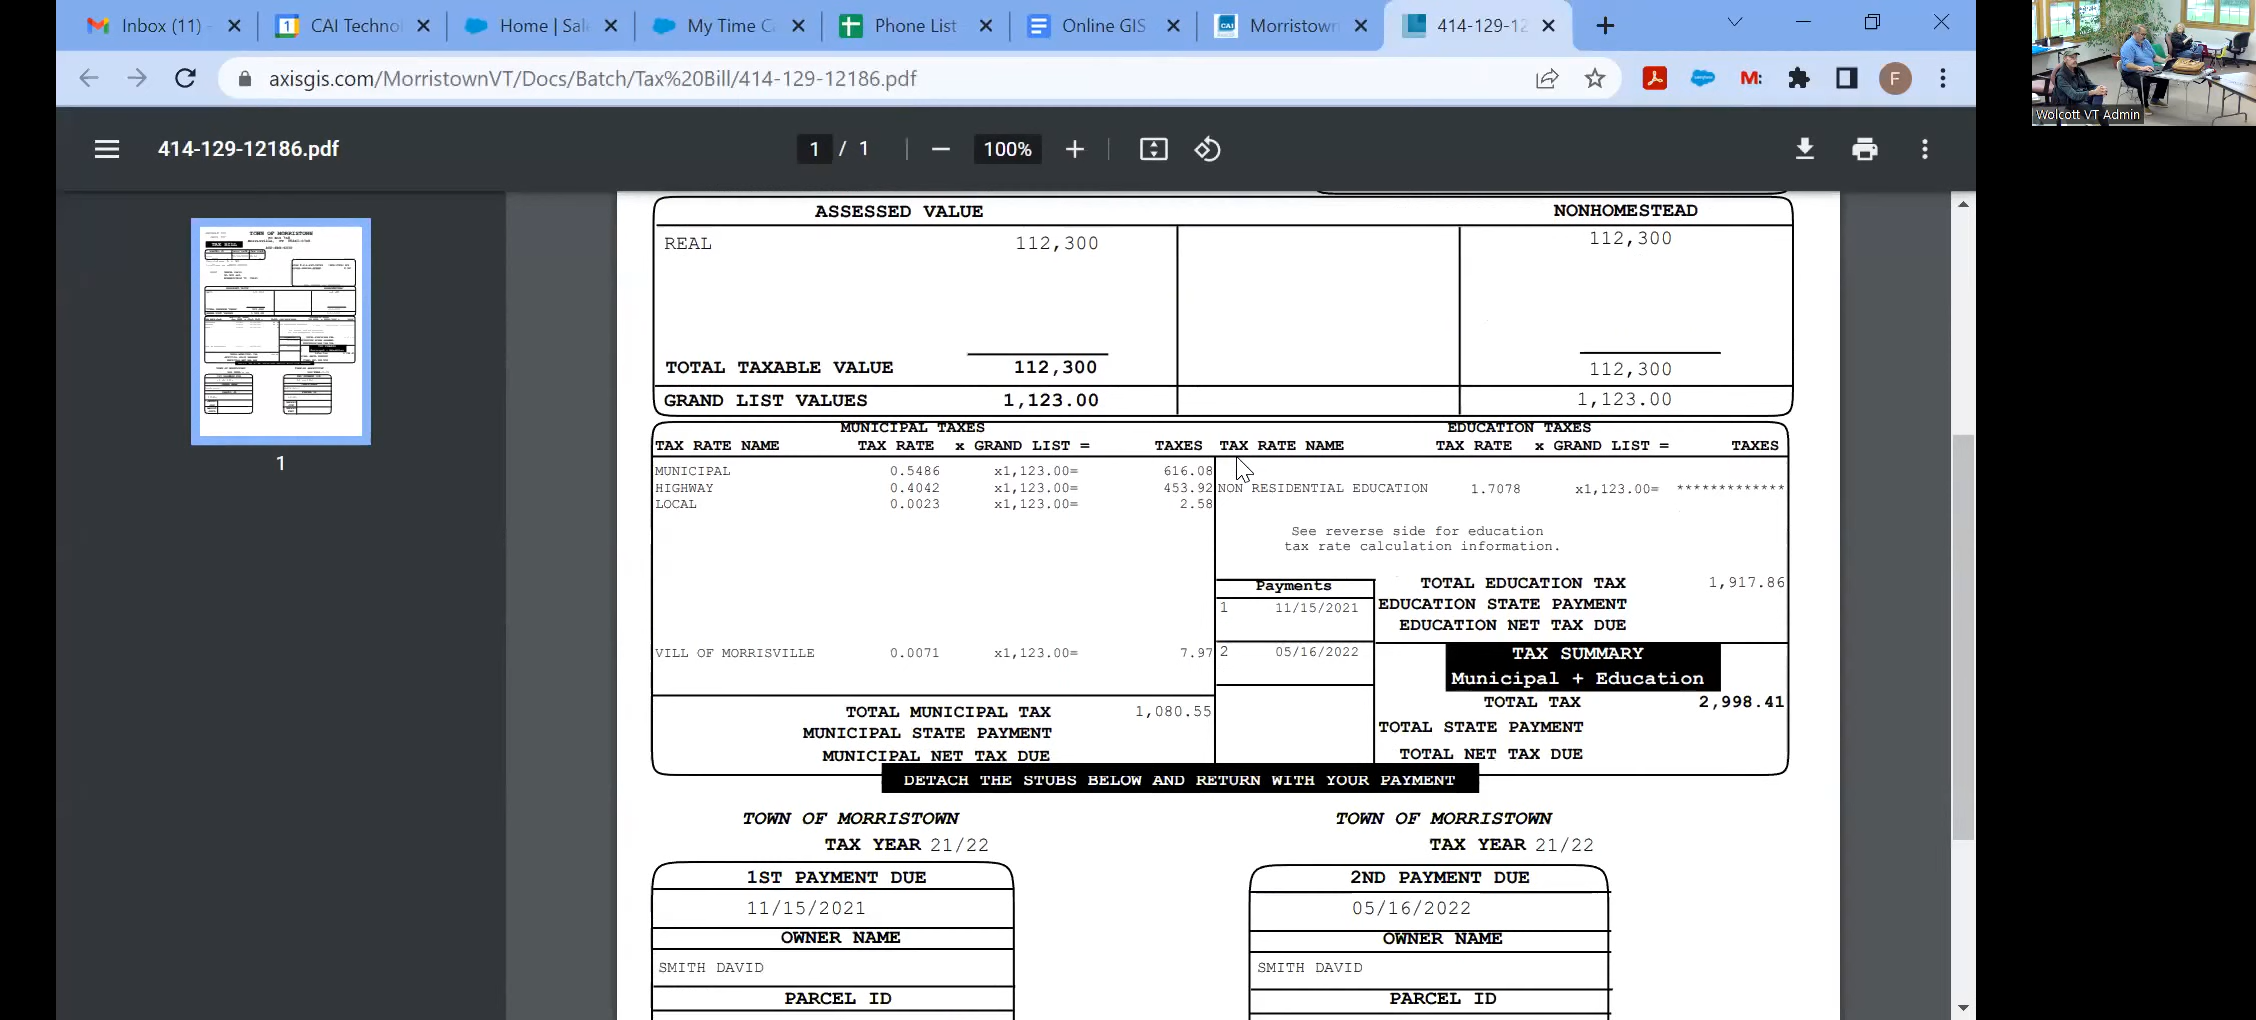 Inbox (11)
CAI Techno
Home | Sal
My Time C
Phone List
Online GIS
Morristown
414-129-12
axisgis.com/MorristownVT/Docs/Batch/Tax%20Bill/414-129-12186.pdf
M:
F
414-129-12186.pdf
1 / 1
100%
Wolcott VT Admin
TOWN OF MORRISTOWN
TAX BILL
1
ASSESSED VALUE NONHOMESTEAD
REAL 112,300 112,300
TOTAL TAXABLE VALUE 112,300 112,300
GRAND LIST VALUES 1,123.00 1,123.00
MUNICIPAL TAXES EDUCATION TAXES
TAX RATE NAME TAX RATE x GRAND LIST = TAXES TAX RATE NAME TAX RATE x GRAND LIST = TAXES
MUNICIPAL 0.5486 x1,123.00= 616.08
HIGHWAY 0.4042 x1,123.00= 453.92 NON RESIDENTIAL EDUCATION 1.7078 x1,123.00= *************
LOCAL 0.0023 x1,123.00= 2.58
See reverse side for education
tax rate calculation information.
Payments TOTAL EDUCATION TAX 1,917.86
1 11/15/2021 EDUCATION STATE PAYMENT
EDUCATION NET TAX DUE
VILL OF MORRISVILLE 0.0071 x1,123.00= 7.97 2 05/16/2022 TAX SUMMARY
Municipal + Education
TOTAL MUNICIPAL TAX 1,080.55 TOTAL TAX 2,998.41
MUNICIPAL STATE PAYMENT TOTAL STATE PAYMENT
MUNICIPAL NET TAX DUE TOTAL NET TAX DUE
DETACH THE STUBS BELOW AND RETURN WITH YOUR PAYMENT
TOWN OF MORRISTOWN TOWN OF MORRISTOWN
TAX YEAR 21/22 TAX YEAR 21/22
1ST PAYMENT DUE 2ND PAYMENT DUE
11/15/2021 05/16/2022
OWNER NAME OWNER NAME
SMITH DAVID SMITH DAVID
PARCEL ID PARCEL ID